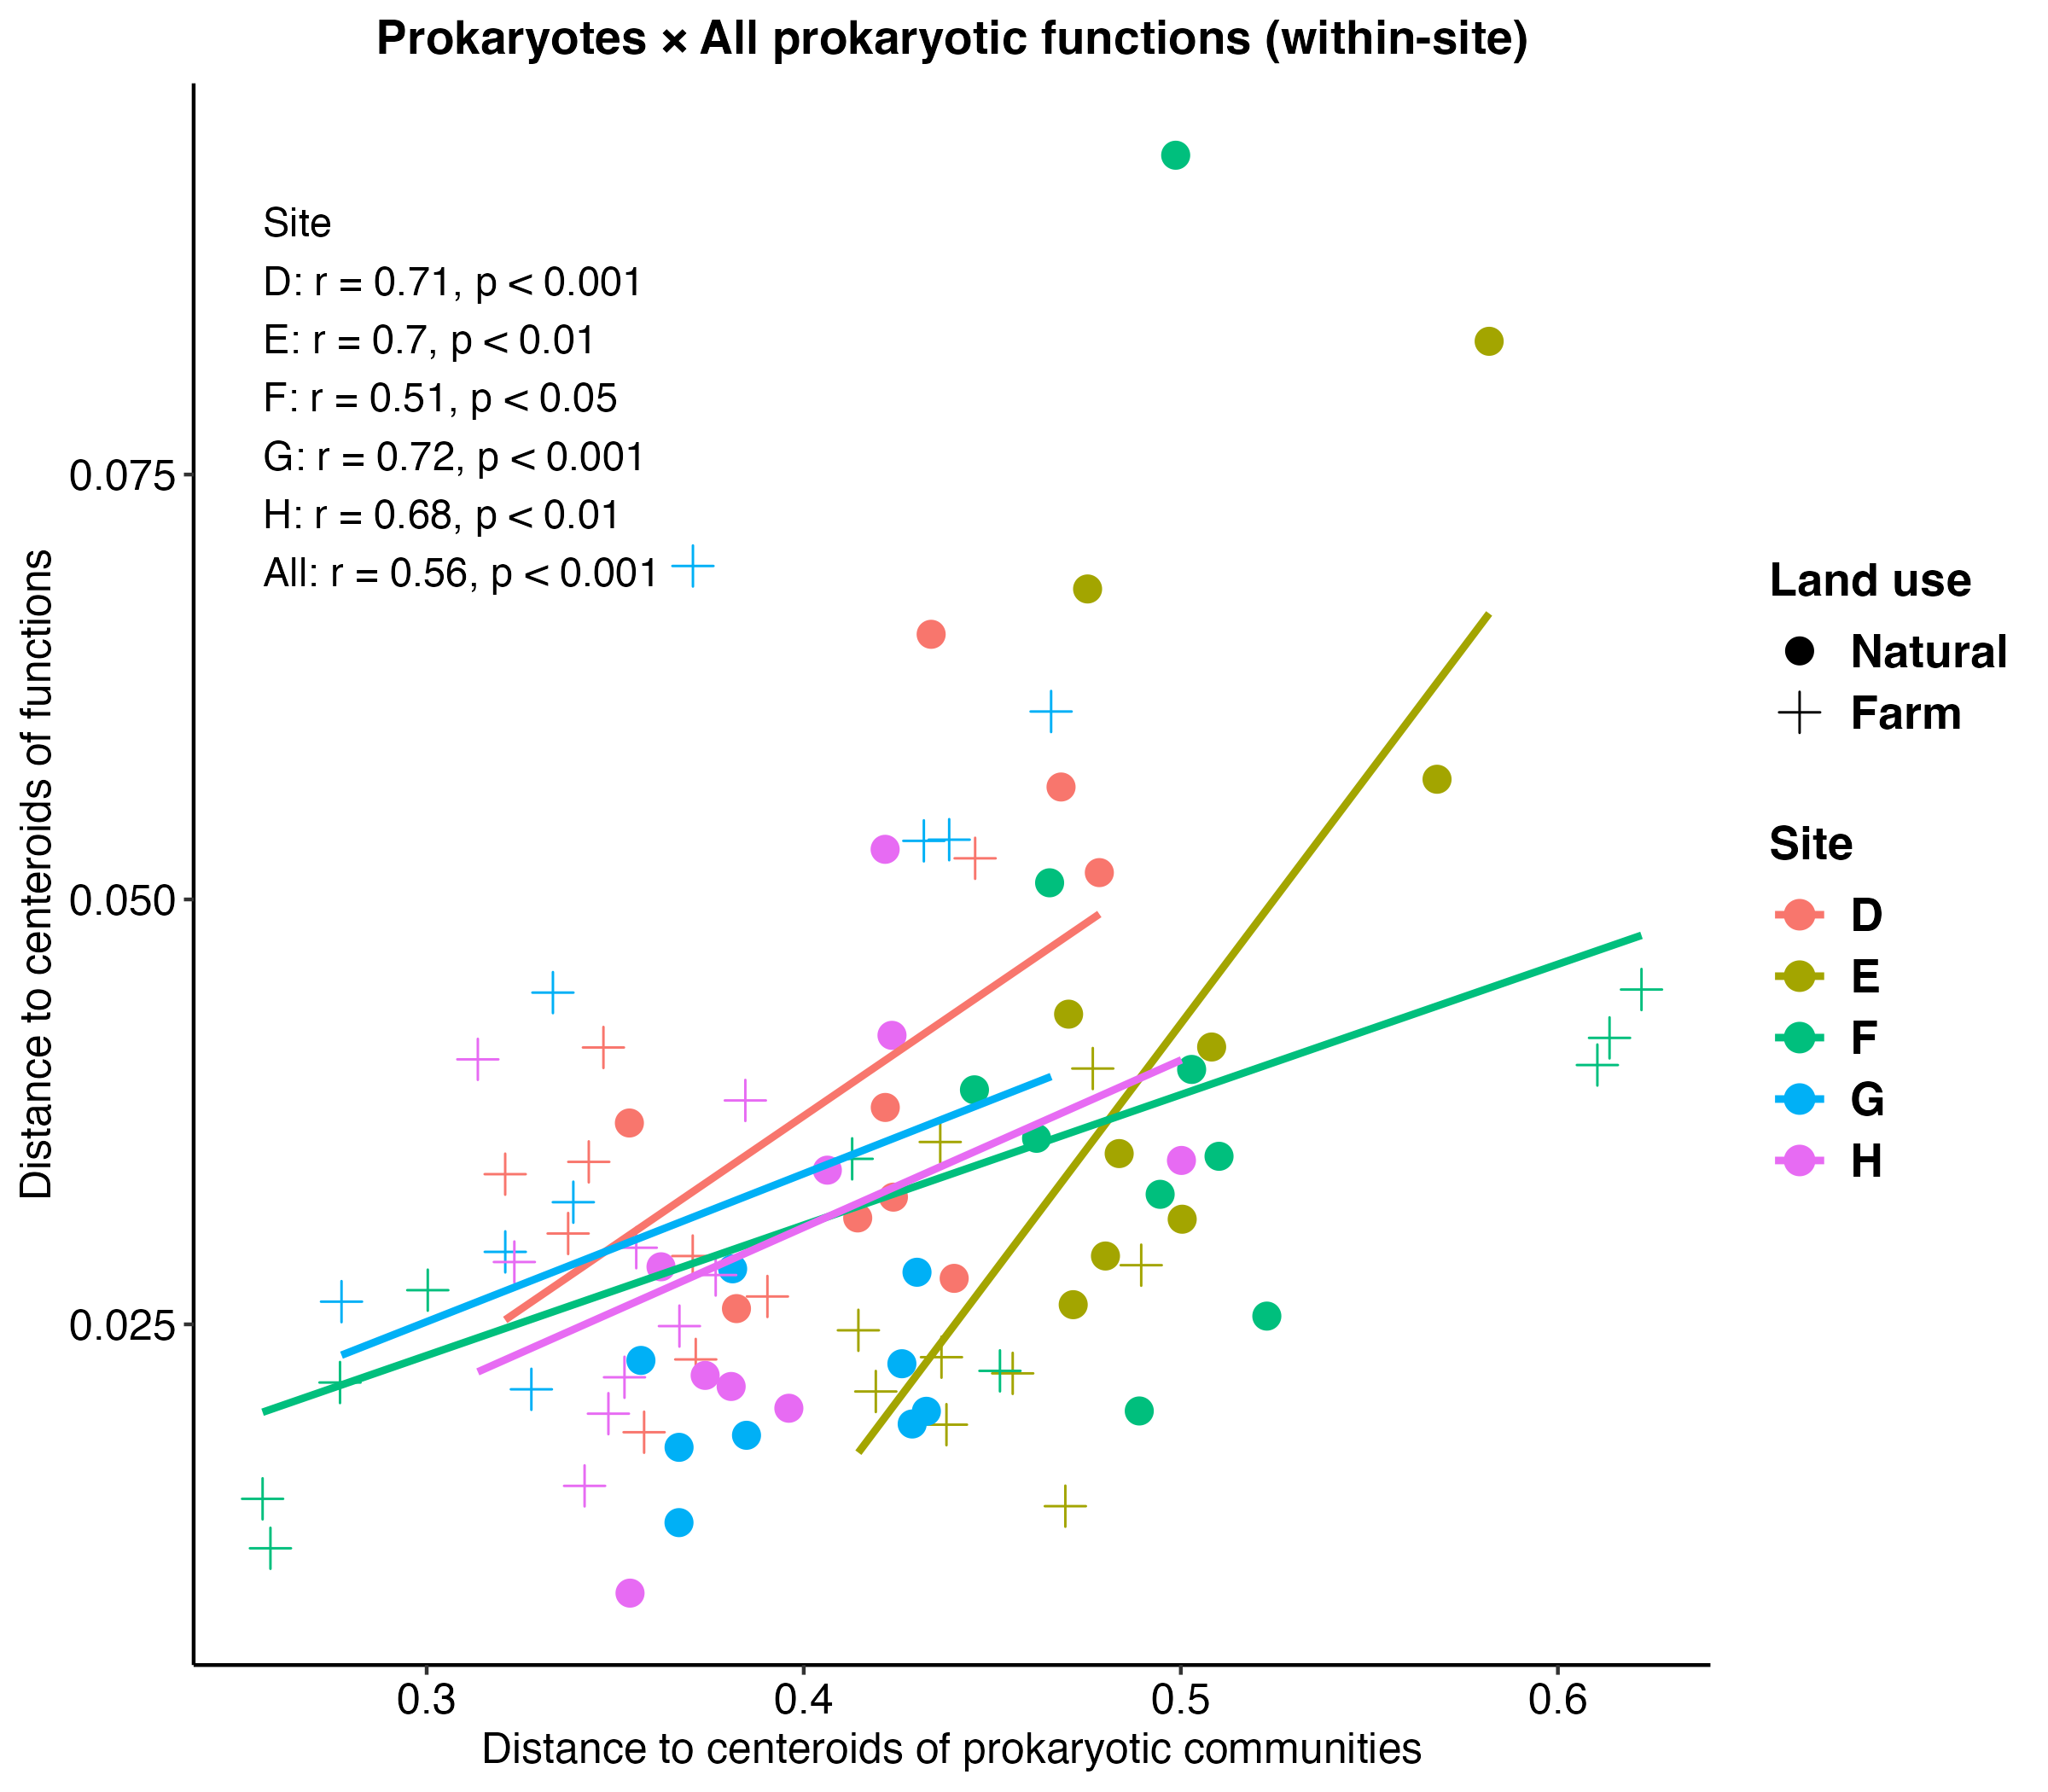 Prokaryotes × All prokaryotic functions (within-site)
Site
D: r = 0.71, p < 0.001
E: r = 0.7, p < 0.01
F: r = 0.51, p < 0.05
G: r = 0.72, p < 0.001
H: r = 0.68, p < 0.01
All: r = 0.56, p < 0.001
0.075
0.050
0.025
Distance to centeroids of functions
0.3
0.4
0.5
0.6
Distance to centeroids of prokaryotic communities
Land use
Natural
Farm
Site
D
E
F
G
H